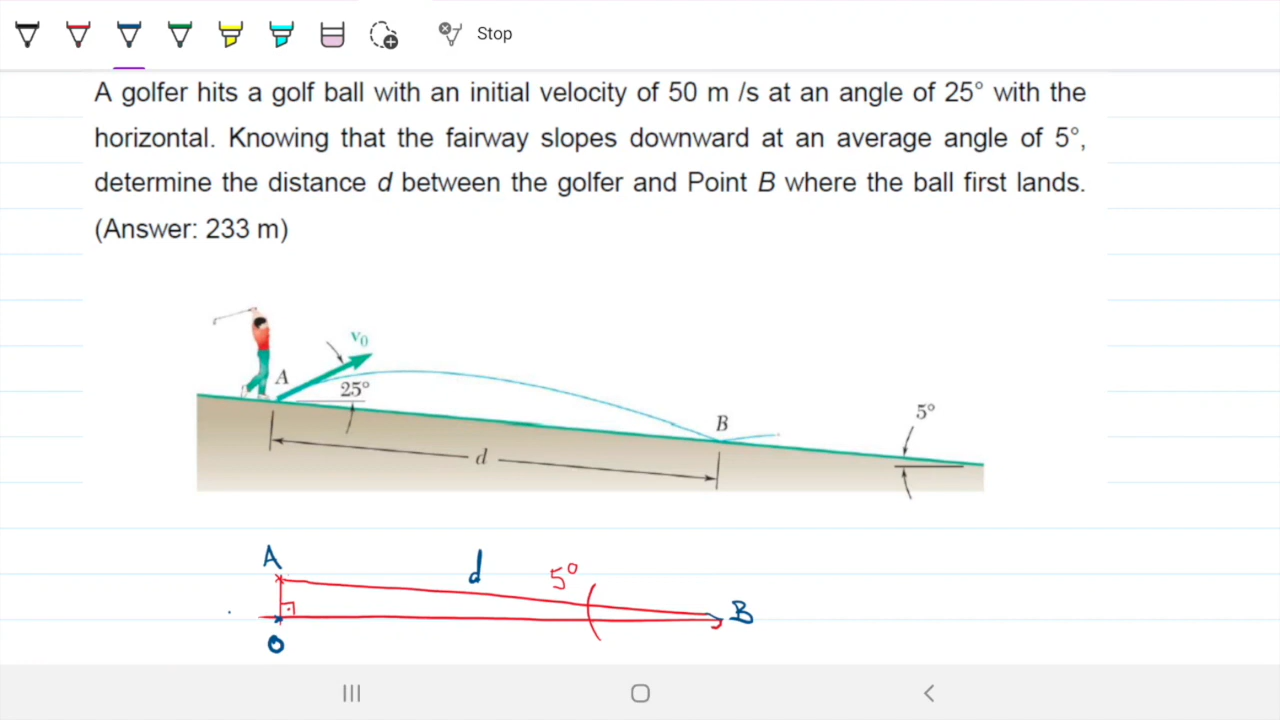 Stop
A golfer hits a golf ball with an initial velocity of 50 m /s at an angle of 25° with the
horizontal. Knowing that the fairway slopes downward at an average angle of 5°,
determine the distance d between the golfer and Point B where the ball first lands.
(Answer: 233 m)
v0
A
25°
B
5°
d
A
d
5°
B
O